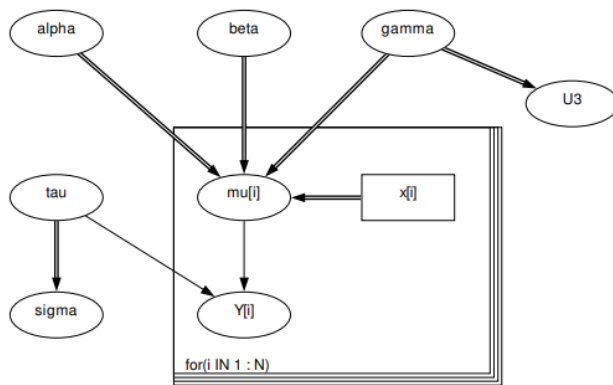 alpha
beta
gamma
U3
tau
mu[i]
x[i]
sigma
Y[i]
for(i IN 1 : N)